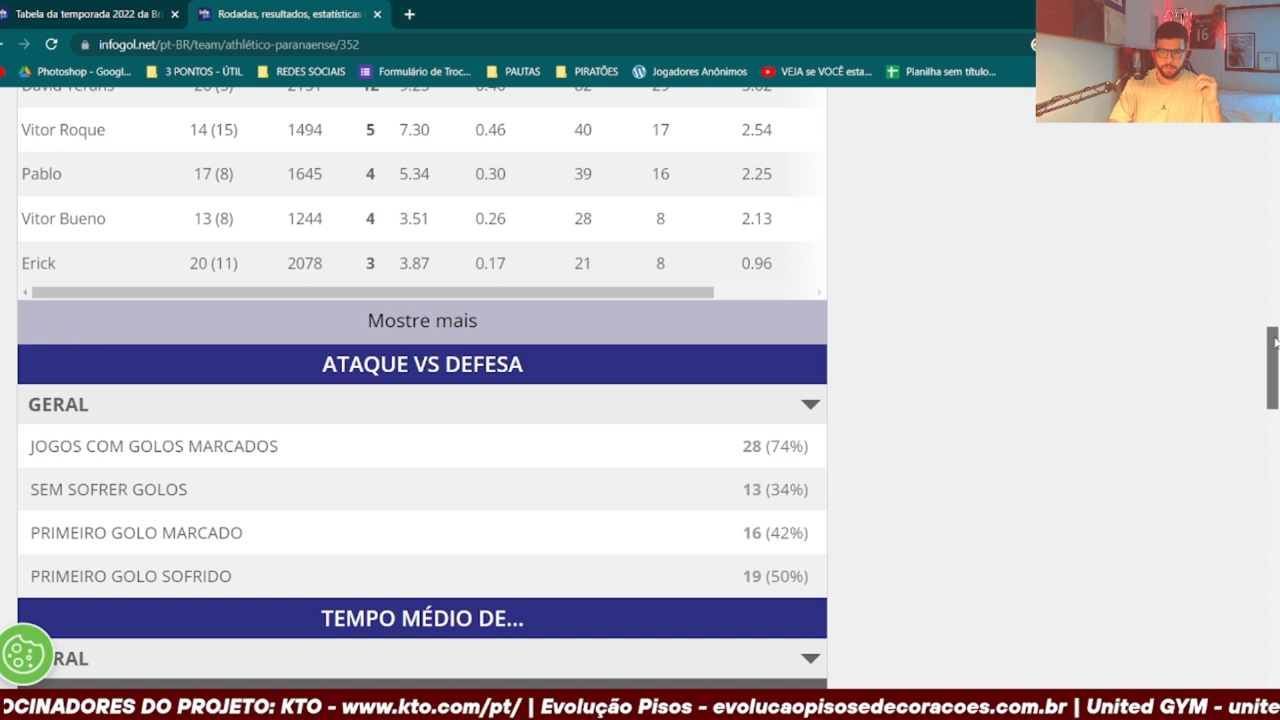 Tabela da temporada 2022 da Br
Rodadas, resultados, estatísticas
infogol.net/pt-BR/team/athlético-paranaense/352
Photoshop - Googl... 3 PONTOS - ÚTIL REDES SOCIAIS Formulário de Troc... PAUTAS PIRATÕES Jogadores Anônimos VEJA se VOCÊ esta... Planilha sem título...
Vitor Roque 14 (15) 1494 5 7.30 0.46 40 17 2.54
Pablo 17 (8) 1645 4 5.34 0.30 39 16 2.25
Vitor Bueno 13 (8) 1244 4 3.51 0.26 28 8 2.13
Erick 20 (11) 2078 3 3.87 0.17 21 8 0.96
Mostre mais
ATAQUE VS DEFESA
GERAL
JOGOS COM GOLOS MARCADOS 28 (74%)
SEM SOFRER GOLOS 13 (34%)
PRIMEIRO GOLO MARCADO 16 (42%)
PRIMEIRO GOLO SOFRIDO 19 (50%)
TEMPO MÉDIO DE...
RAL
OCINADORES DO PROJETO: KTO - www.kto.com/pt/ | Evolução Pisos - evolucaopisosedecoracoes.com.br | United GYM - unite